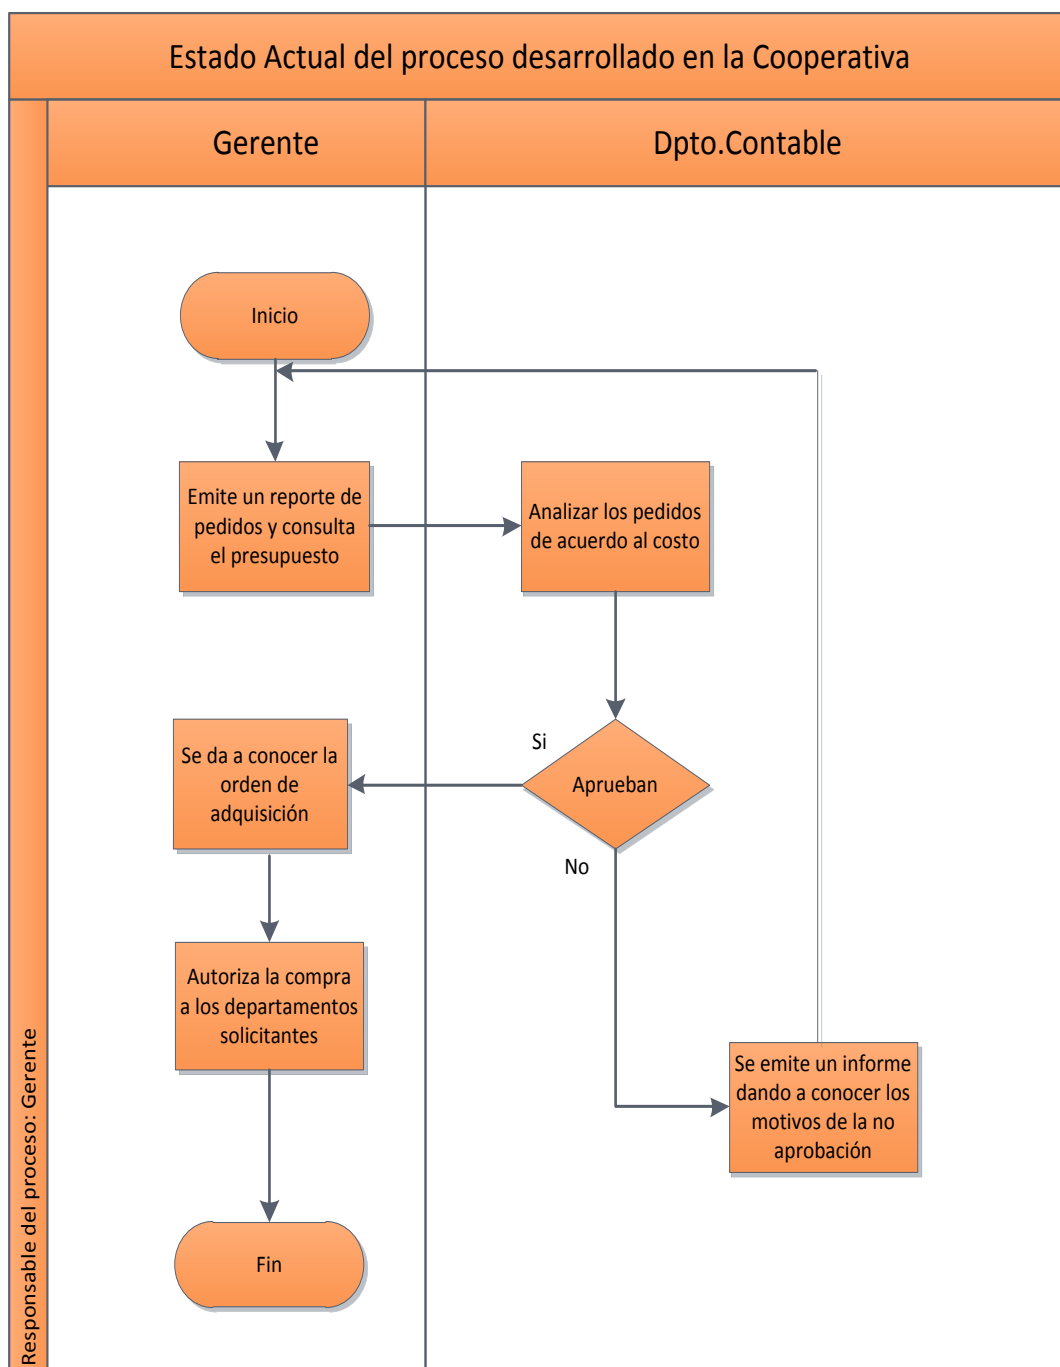 Estado Actual del proceso desarrollado en la Cooperativa
Gerente
Dpto.Contable
Responsable del proceso: Gerente
Inicio
Emite un reporte de
pedidos y consulta
el presupuesto
Analizar los pedidos
de acuerdo al costo
Si
Aprueban
Se da a conocer la
orden de
adquisición
No
Autoriza la compra
a los departamentos
solicitantes
Se emite un informe
dando a conocer los
motivos de la no
aprobación
Fin